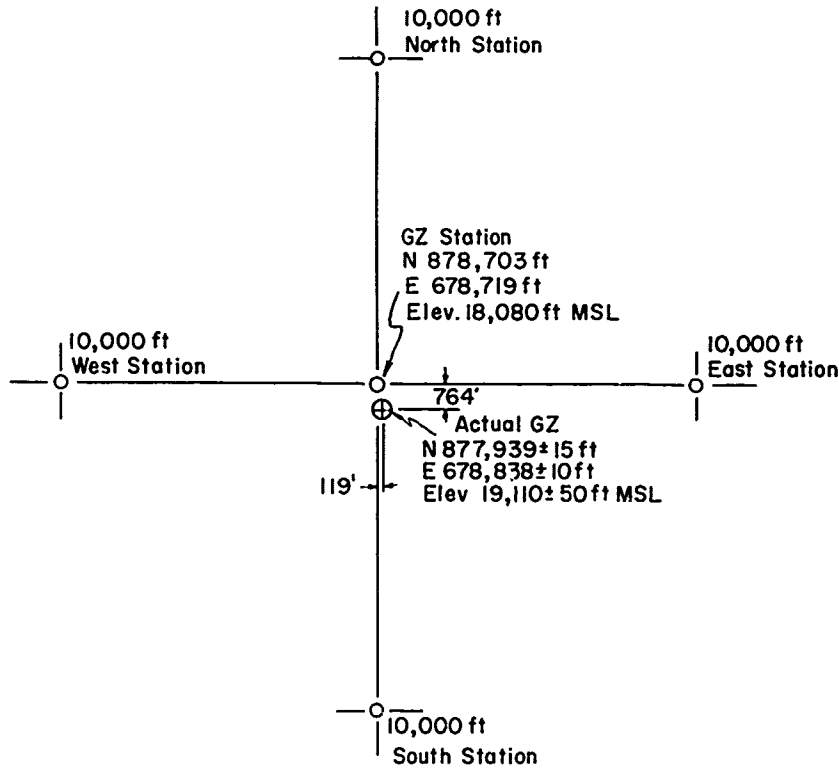 10,000 ft
North Station
GZ Station
N 878,703 ft
E 678,719 ft
Elev. 18,080 ft MSL
10,000 ft
West Station
10,000 ft
East Station
764'
Actual GZ
N 877,939 ± 15 ft
E 678,838 ± 10 ft
Elev 19,110 ± 50 ft MSL
119'
10,000 ft
South Station